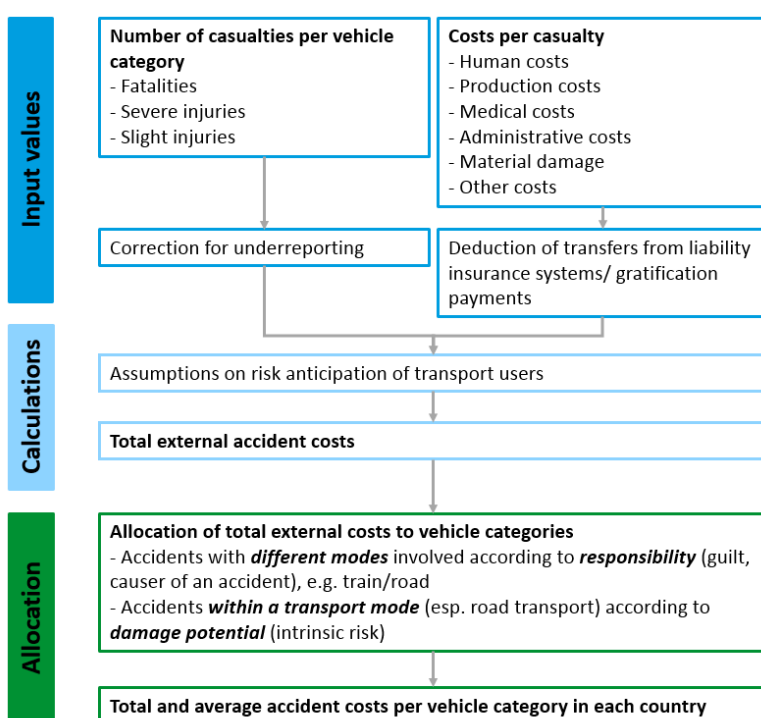 Input values
Number of casualties per vehicle
category
- Fatalities
- Severe injuries
- Slight injuries
Costs per casualty
- Human costs
- Production costs
- Medical costs
- Administrative costs
- Material damage
- Other costs
Correction for underreporting
Deduction of transfers from liability
insurance systems/ gratification
payments
Calculations
Assumptions on risk anticipation of transport users
Total external accident costs
Allocation
Allocation of total external costs to vehicle categories
- Accidents with different modes involved according to responsibility (guilt,
causer of an accident), e.g. train/road
- Accidents within a transport mode (esp. road transport) according to
damage potential (intrinsic risk)
Total and average accident costs per vehicle category in each country